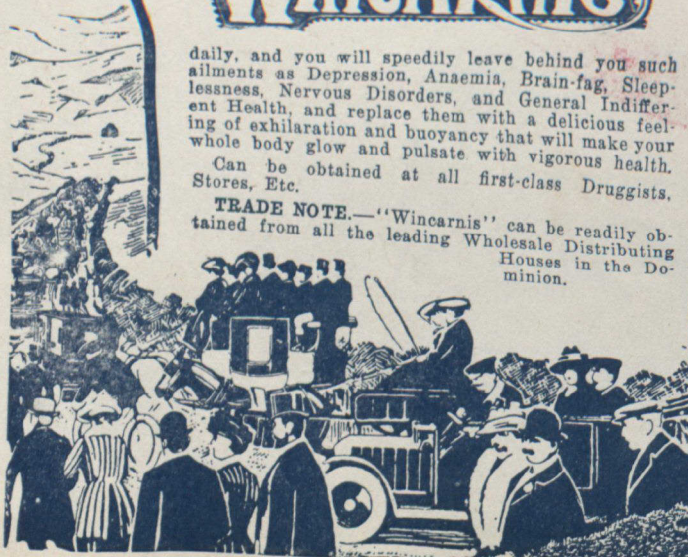 WINCARNIS
daily, and you will speedily leave behind you such
ailments as Depression, Anaemia, Brain-fag, Sleep-
lessness, Nervous Disorders, and General Indiffer-
ent Health, and replace them with a delicious feel-
ing of exhilaration and buoyancy that will make your
whole body glow and pulsate with vigorous health.
Can be obtained at all first-class Druggists,
Stores, Etc.
TRADE NOTE.—"Wincarnis" can be readily ob-
tained from all the leading Wholesale Distributing
Houses in the Do-
minion.